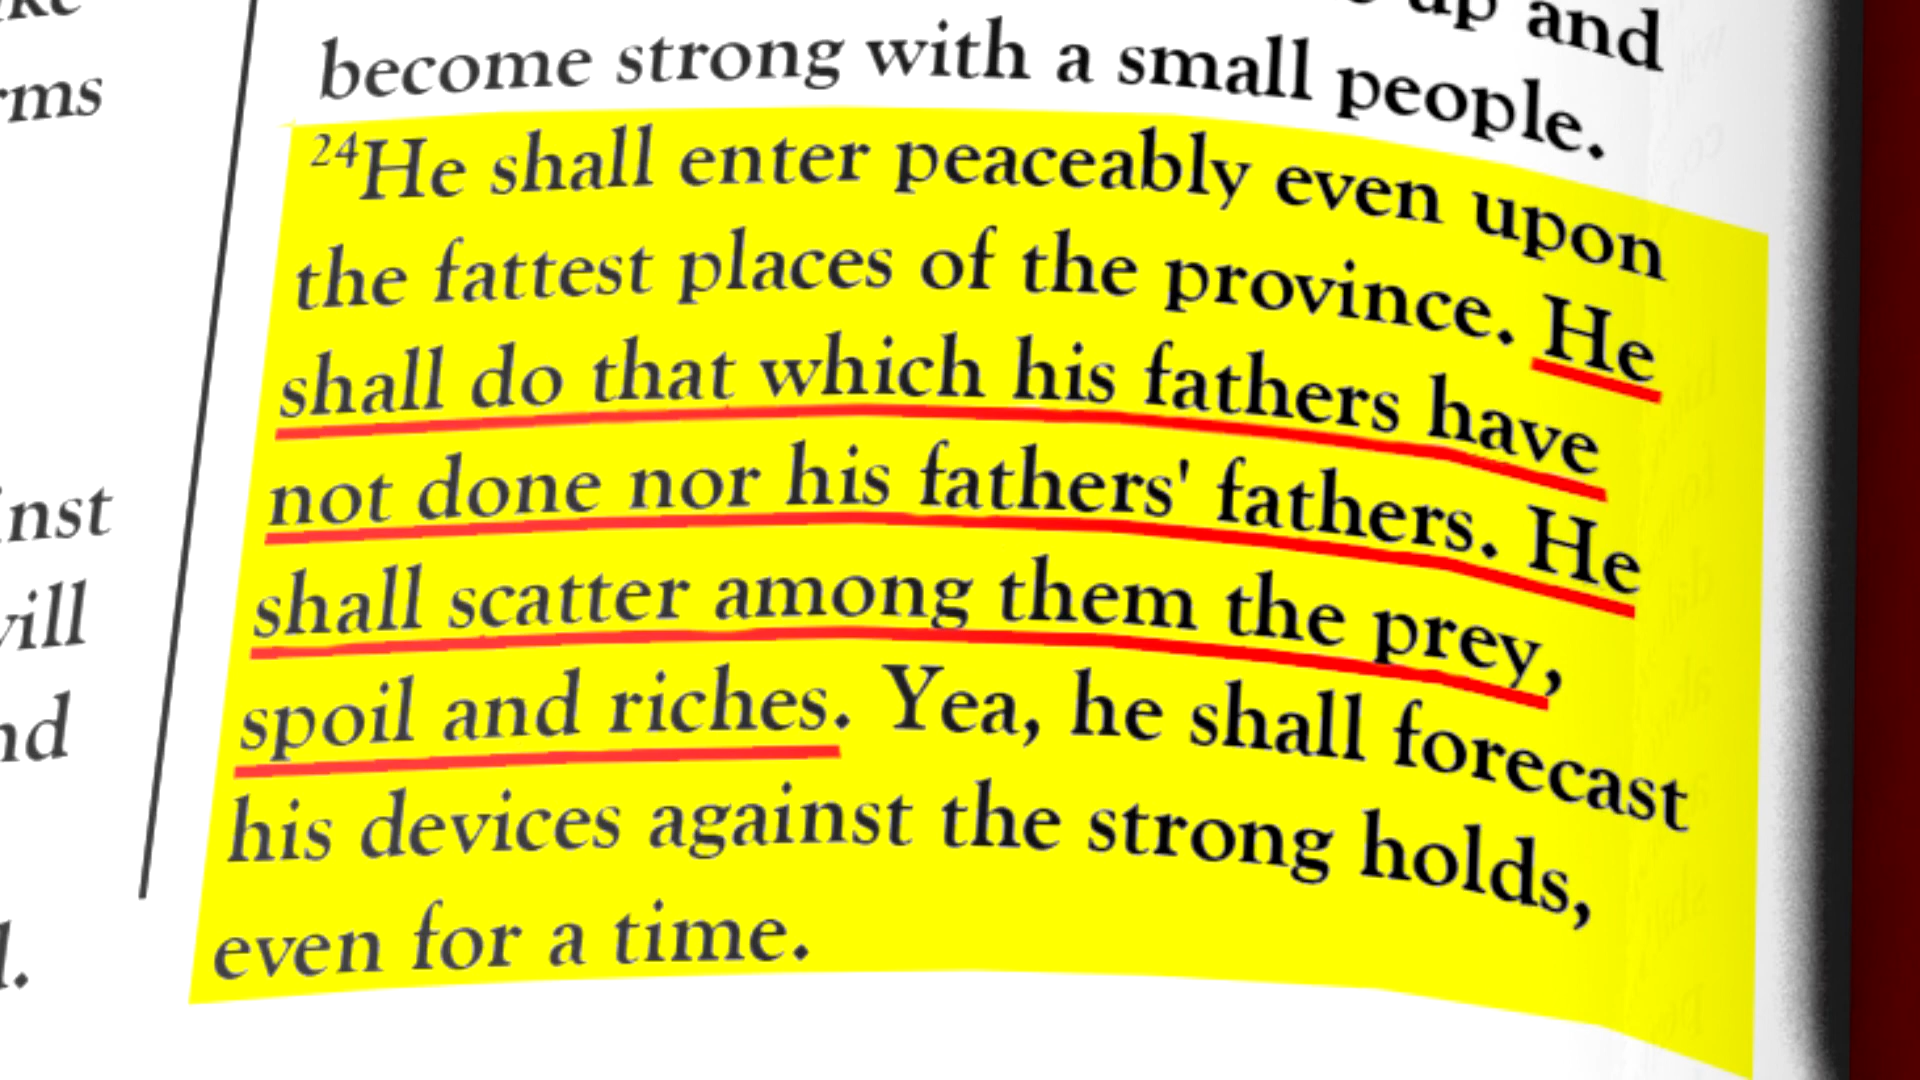 and
become strong with a small people.
24He shall enter peaceably even upon
the fattest places of the province. He
shall do that which his fathers have
not done nor his fathers' fathers. He
shall scatter among them the prey,
spoil and riches. Yea, he shall forecast
his devices against the strong holds,
even for a time.